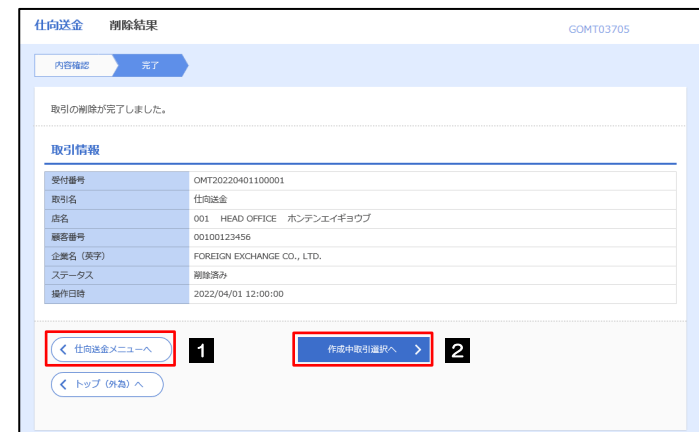 仕向送金 削除結果
GOMT03705
内容確認 完了
取引の削除が完了しました。
取引情報
受付番号 OMT20220401100001
取引名 仕向送金
店名 001 HEAD OFFICE ホンテンエイギョウブ
顧客番号 00100123456
企業名（英字） FOREIGN EXCHANGE CO., LTD.
ステータス 削除済み
操作日時 2022/04/01 12:00:00
仕向送金メニューへ 1 作成中取引選択へ 2
トップ（外為）へ